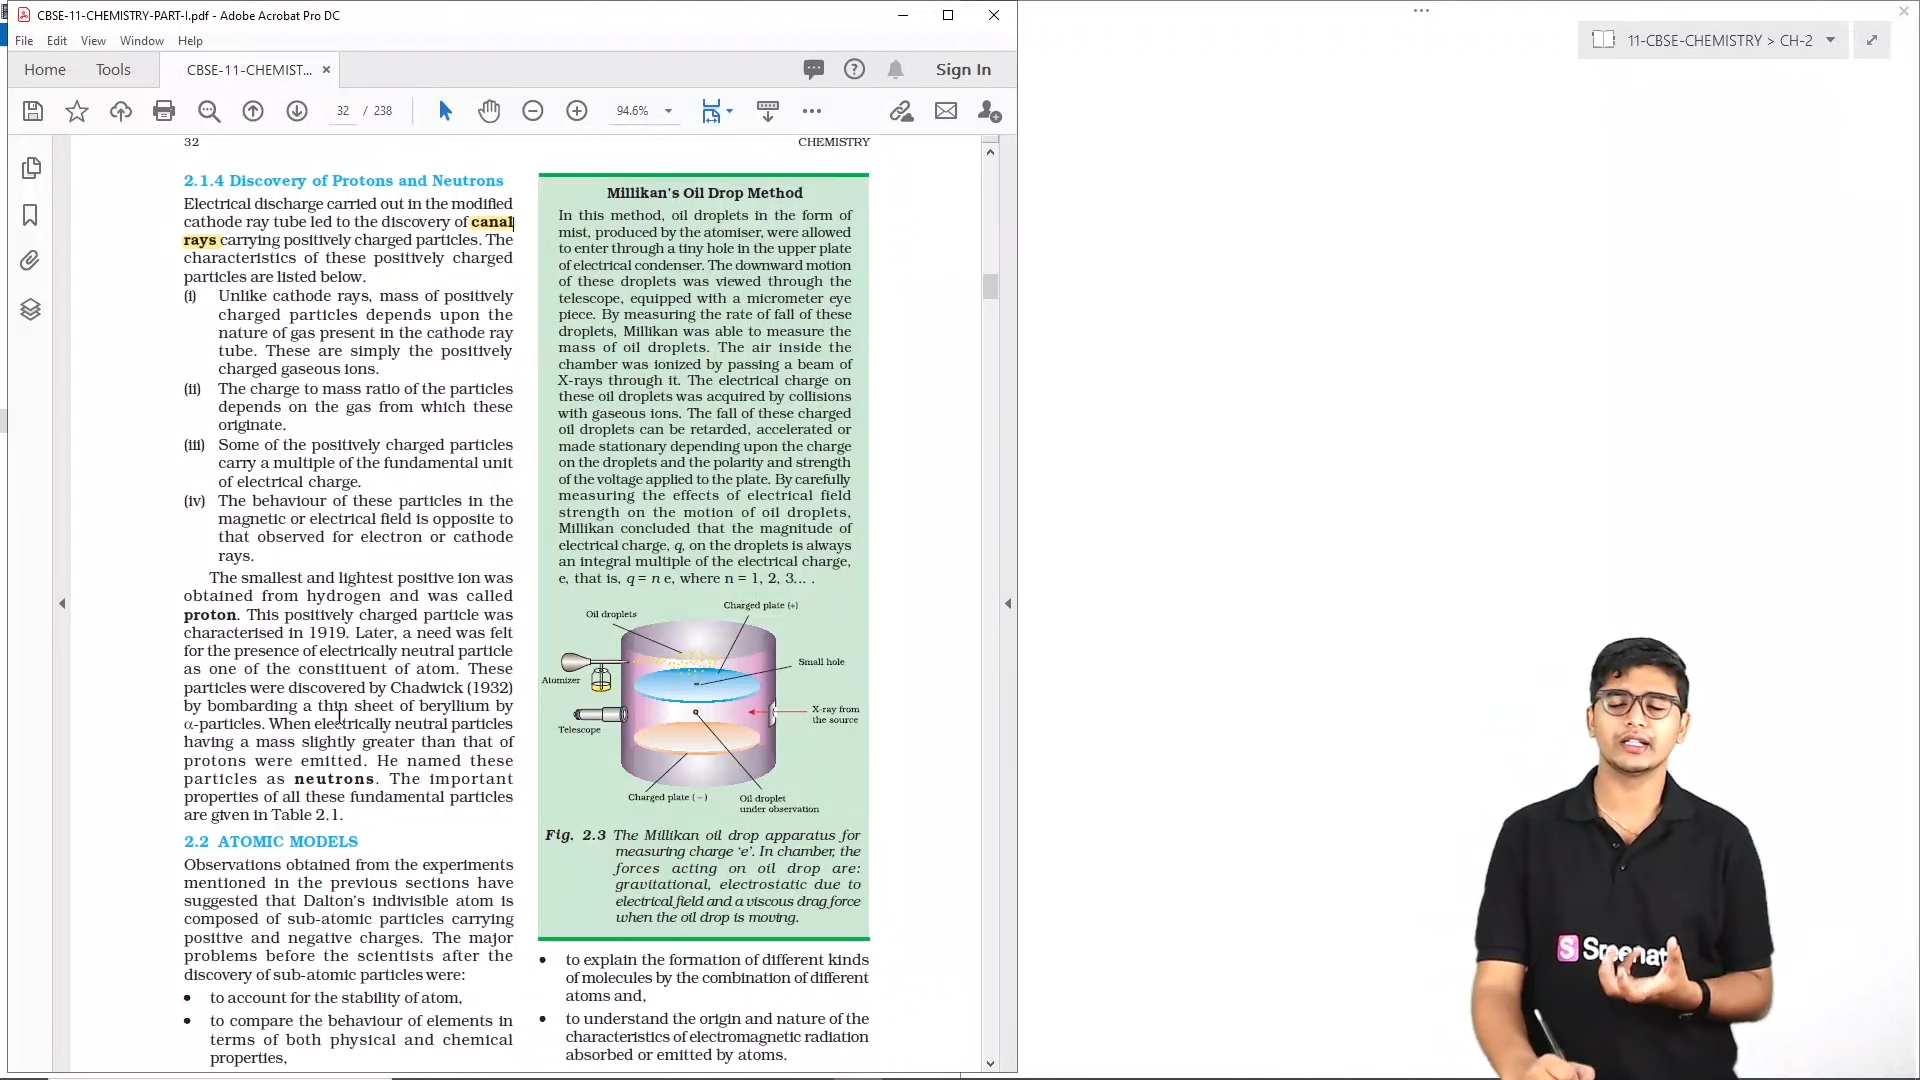 CBSE-11-CHEMISTRY-PART-I.pdf - Adobe Acrobat Pro DC
File Edit View Window Help
Home Tools CBSE-11-CHEMIST... × Sign In
32 / 238 94.6%
11-CBSE-CHEMISTRY > CH-2
32 CHEMISTRY
2.1.4 Discovery of Protons and Neutrons
Electrical discharge carried out in the modified
cathode ray tube led to the discovery of canal
rays carrying positively charged particles. The
characteristics of these positively charged
particles are listed below.
(i) Unlike cathode rays, mass of positively
charged particles depends upon the
nature of gas present in the cathode ray
tube. These are simply the positively
charged gaseous ions.
(ii) The charge to mass ratio of the particles
depends on the gas from which these
originate.
(iii) Some of the positively charged particles
carry a multiple of the fundamental unit
of electrical charge.
(iv) The behaviour of these particles in the
magnetic or electrical field is opposite to
that observed for electron or cathode
rays.
The smallest and lightest positive ion was
obtained from hydrogen and was called
proton. This positively charged particle was
characterised in 1919. Later, a need was felt
for the presence of electrically neutral particle
as one of the constituent of atom. These
particles were discovered by Chadwick (1932)
by bombarding a thin sheet of beryllium by
α-particles. When electrically neutral particles
having a mass slightly greater than that of
protons were emitted. He named these
particles as neutrons. The important
properties of all these fundamental particles
are given in Table 2.1.
2.2 ATOMIC MODELS
Observations obtained from the experiments
mentioned in the previous sections have
suggested that Dalton's indivisible atom is
composed of sub-atomic particles carrying
positive and negative charges. The major
problems before the scientists after the
discovery of sub-atomic particles were:
• to account for the stability of atom,
• to compare the behaviour of elements in
terms of both physical and chemical
properties,
Millikan's Oil Drop Method
In this method, oil droplets in the form of
mist, produced by the atomiser, were allowed
to enter through a tiny hole in the upper plate
of electrical condenser. The downward motion
of these droplets was viewed through the
telescope, equipped with a micrometer eye
piece. By measuring the rate of fall of these
droplets, Millikan was able to measure the
mass of oil droplets. The air inside the
chamber was ionized by passing a beam of
X-rays through it. The electrical charge on
these oil droplets was acquired by collisions
with gaseous ions. The fall of these charged
oil droplets can be retarded, accelerated or
made stationary depending upon the charge
on the droplets and the polarity and strength
of the voltage applied to the plate. By carefully
measuring the effects of electrical field
strength on the motion of oil droplets,
Millikan concluded that the magnitude of
electrical charge, q, on the droplets is always
an integral multiple of the electrical charge,
e, that is, q = n e, where n = 1, 2, 3... .
Charged plate (+)
Oil droplets
Small hole
Atomizer
X-ray from
the source
Telescope
Charged plate ( − )
Oil droplet
under observation
Fig. 2.3 The Millikan oil drop apparatus for
measuring charge 'e'. In chamber, the
forces acting on oil drop are:
gravitational, electrostatic due to
electrical field and a viscous drag force
when the oil drop is moving.
• to explain the formation of different kinds
of molecules by the combination of different
atoms and,
• to understand the origin and nature of the
characteristics of electromagnetic radiation
absorbed or emitted by atoms.